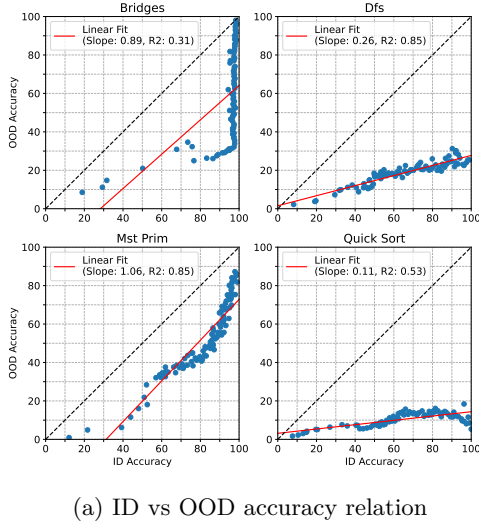 Bridges
Linear Fit
(Slope: 0.89, R2: 0.31)
100
80
60
40
20
0
0 20 40 60 80 100
OOD Accuracy
Dfs
Linear Fit
(Slope: 0.26, R2: 0.85)
100
80
60
40
20
0
0 20 40 60 80 100
Mst Prim
Linear Fit
(Slope: 1.06, R2: 0.85)
100
80
60
40
20
0
0 20 40 60 80 100
OOD Accuracy
ID Accuracy
Quick Sort
Linear Fit
(Slope: 0.11, R2: 0.53)
100
80
60
40
20
0
0 20 40 60 80 100
ID Accuracy
(a) ID vs OOD accuracy relation